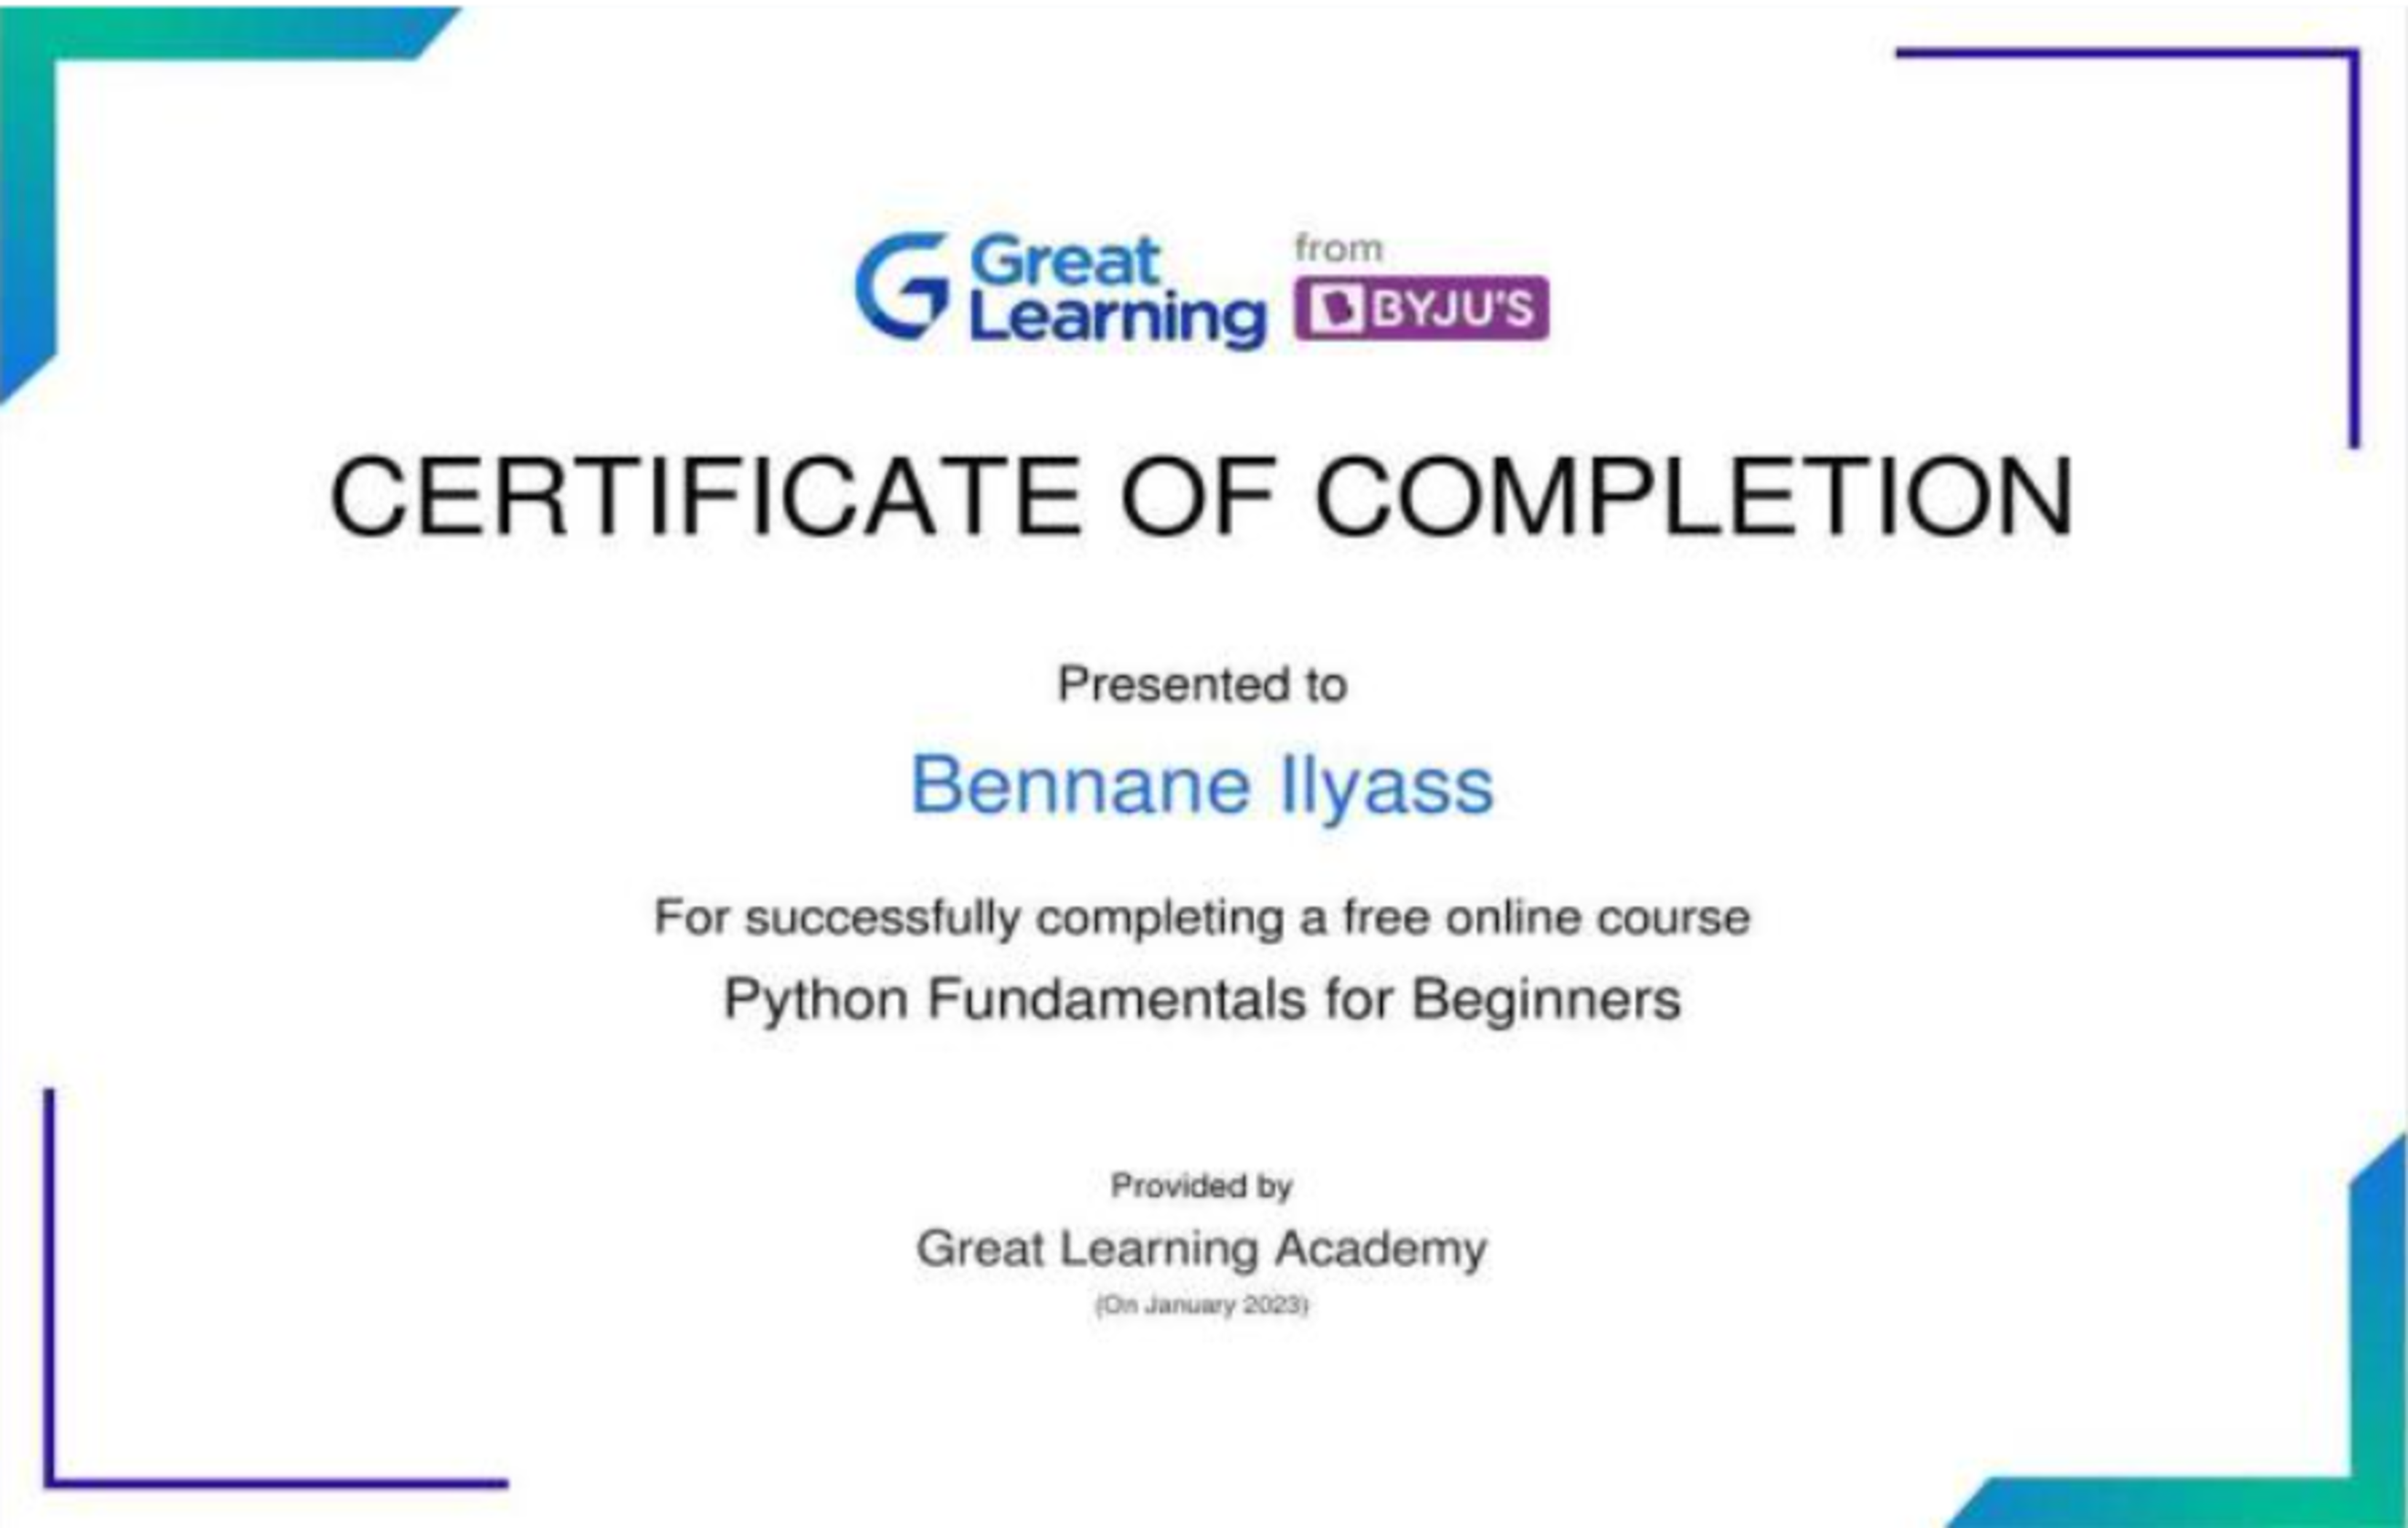 Great
Learning
from
BYJU'S
CERTIFICATE OF COMPLETION
Presented to
Bennane Ilyass
For successfully completing a free online course
Python Fundamentals for Beginners
Provided by
Great Learning Academy
(On January 2023)